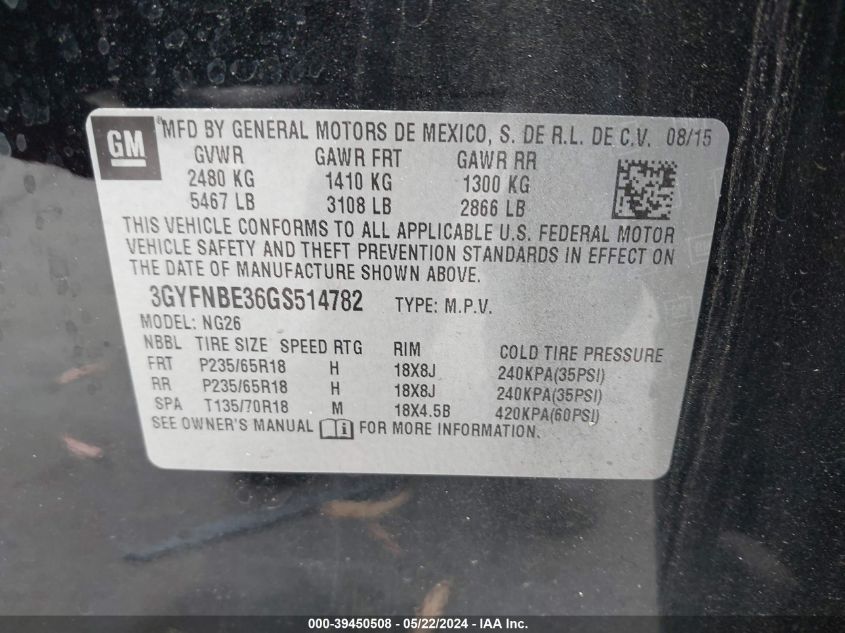 GM
®MFD BY GENERAL MOTORS DE MEXICO, S. DE R.L. DE C.V. 08/15
GVWR GAWR FRT GAWR RR
2480 KG 1410 KG 1300 KG
5467 LB 3108 LB 2866 LB
THIS VEHICLE CONFORMS TO ALL APPLICABLE U.S. FEDERAL MOTOR
VEHICLE SAFETY AND THEFT PREVENTION STANDARDS IN EFFECT ON
THE DATE OF MANUFACTURE SHOWN ABOVE.
3GYFNBE36GS514782 TYPE: M.P.V.
MODEL: NG26
NBBL TIRE SIZE SPEED RTG RIM COLD TIRE PRESSURE
FRT P235/65R18 H 18X8J 240KPA(35PSI)
RR P235/65R18 H 18X8J 240KPA(35PSI)
SPA T135/70R18 M 18X4.5B 420KPA(60PSI)
SEE OWNER'S MANUAL i FOR MORE INFORMATION.
000-39450508 - 05/22/2024 - IAA Inc.